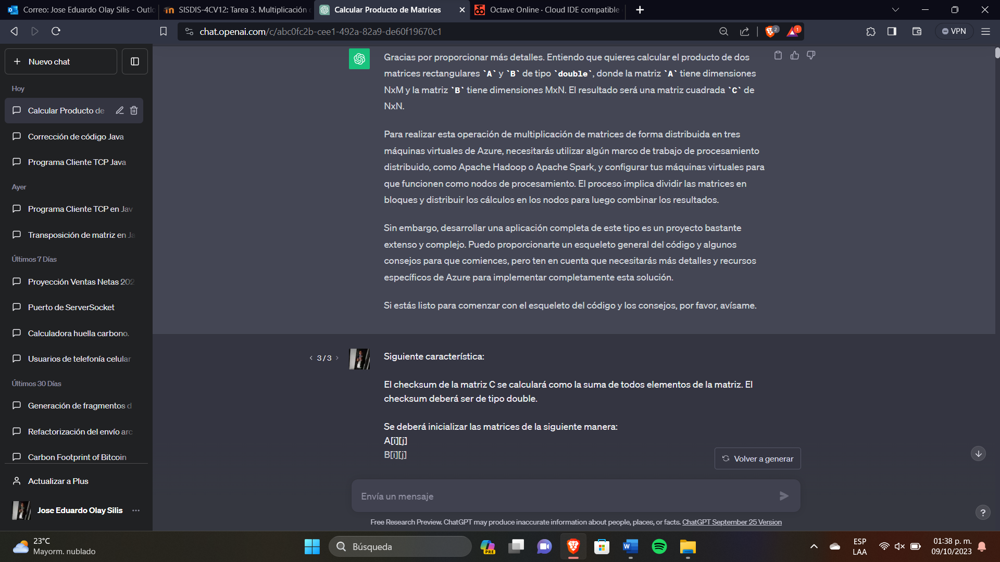 Correo: Jose Eduardo Olay Silis - Outlo
SISDIS-4CV12: Tarea 3. Multiplicación
Calcular Producto de Matrices
Octave Online · Cloud IDE compatible
chat.openai.com/c/abc0fc2b-cee1-492a-82a9-de60f19670c1
2
1
VPN
Nuevo chat
Hoy
Calcular Producto de
Corrección de código Java
Programa Cliente TCP Java
Ayer
Programa Cliente TCP en Jav
Transposición de matriz en Ja
Últimos 7 Días
Proyección Ventas Netas 202
Puerto de ServerSocket
Calculadora huella carbono.
Usuarios de telefonía celular
Últimos 30 Días
Generación de fragmentos d
Refactorización del envío arc
Carbon Footprint of Bitcoin
Actualizar a Plus
Jose Eduardo Olay Silis
Gracias por proporcionar más detalles. Entiendo que quieres calcular el producto de dos
matrices rectangulares `A` y `B` de tipo `double`, donde la matriz `A` tiene dimensiones
NxM y la matriz `B` tiene dimensiones MxN. El resultado será una matriz cuadrada `C` de
NxN.
Para realizar esta operación de multiplicación de matrices de forma distribuida en tres
máquinas virtuales de Azure, necesitarás utilizar algún marco de trabajo de procesamiento
distribuido, como Apache Hadoop o Apache Spark, y configurar tus máquinas virtuales para
que funcionen como nodos de procesamiento. El proceso implica dividir las matrices en
bloques y distribuir los cálculos en los nodos para luego combinar los resultados.
Sin embargo, desarrollar una aplicación completa de este tipo es un proyecto bastante
extenso y complejo. Puedo proporcionarte un esqueleto general del código y algunos
consejos para que comiences, pero ten en cuenta que necesitarás más detalles y recursos
específicos de Azure para implementar completamente esta solución.
Si estás listo para comenzar con el esqueleto del código y los consejos, por favor, avísame.
3 / 3
Siguiente característica:
El checksum de la matriz C se calculará como la suma de todos elementos de la matriz. El
checksum deberá ser de tipo double.
Se deberá inicializar las matrices de la siguiente manera:
A[i][j]
B[i][j]
Volver a generar
Envía un mensaje
Free Research Preview. ChatGPT may produce inaccurate information about people, places, or facts. ChatGPT September 25 Version
?
23°C
Mayorm. nublado
Búsqueda
PRE
ESP
LAA
01:38 p. m.
09/10/2023